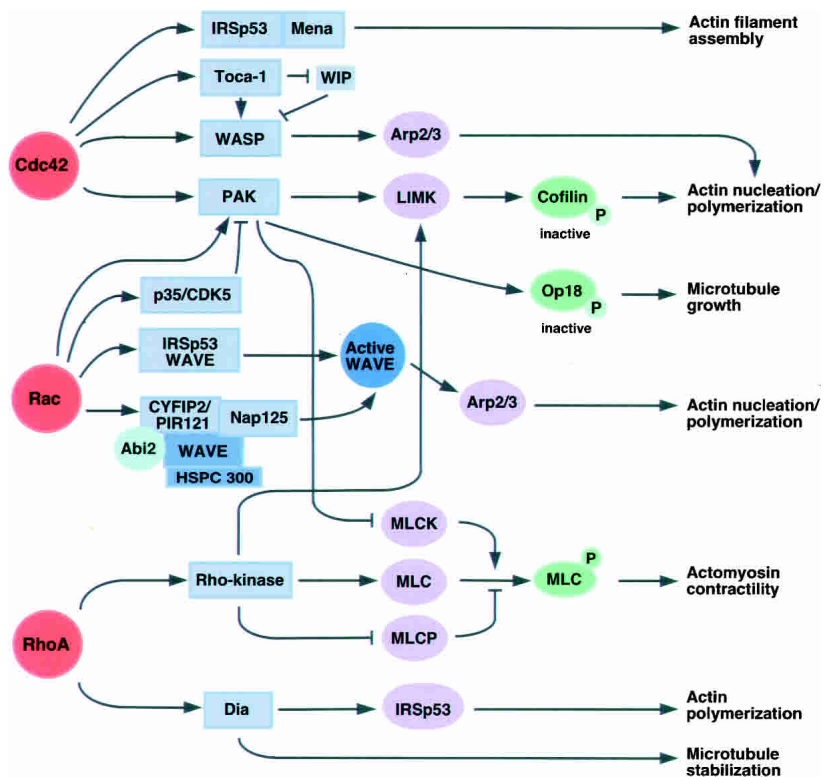 IRSp53 Mena
Actin filament
assembly
Toca-1
WIP
WASP
Arp2/3
Cdc42
PAK
LIMK
Cofilin
P
inactive
Actin nucleation/
polymerization
p35/CDK5
Op18
P
inactive
Microtubule
growth
IRSp53
WAVE
Active
WAVE
Rac
CYFIP2/
PIR121
Nap125
Abi2
WAVE
HSPC 300
Arp2/3
Actin nucleation/
polymerization
MLCK
Rho-kinase
MLC
P
MLC
Actomyosin
contractility
MLCP
RhoA
Dia
IRSp53
Actin
polymerization
Microtubule
stabilization